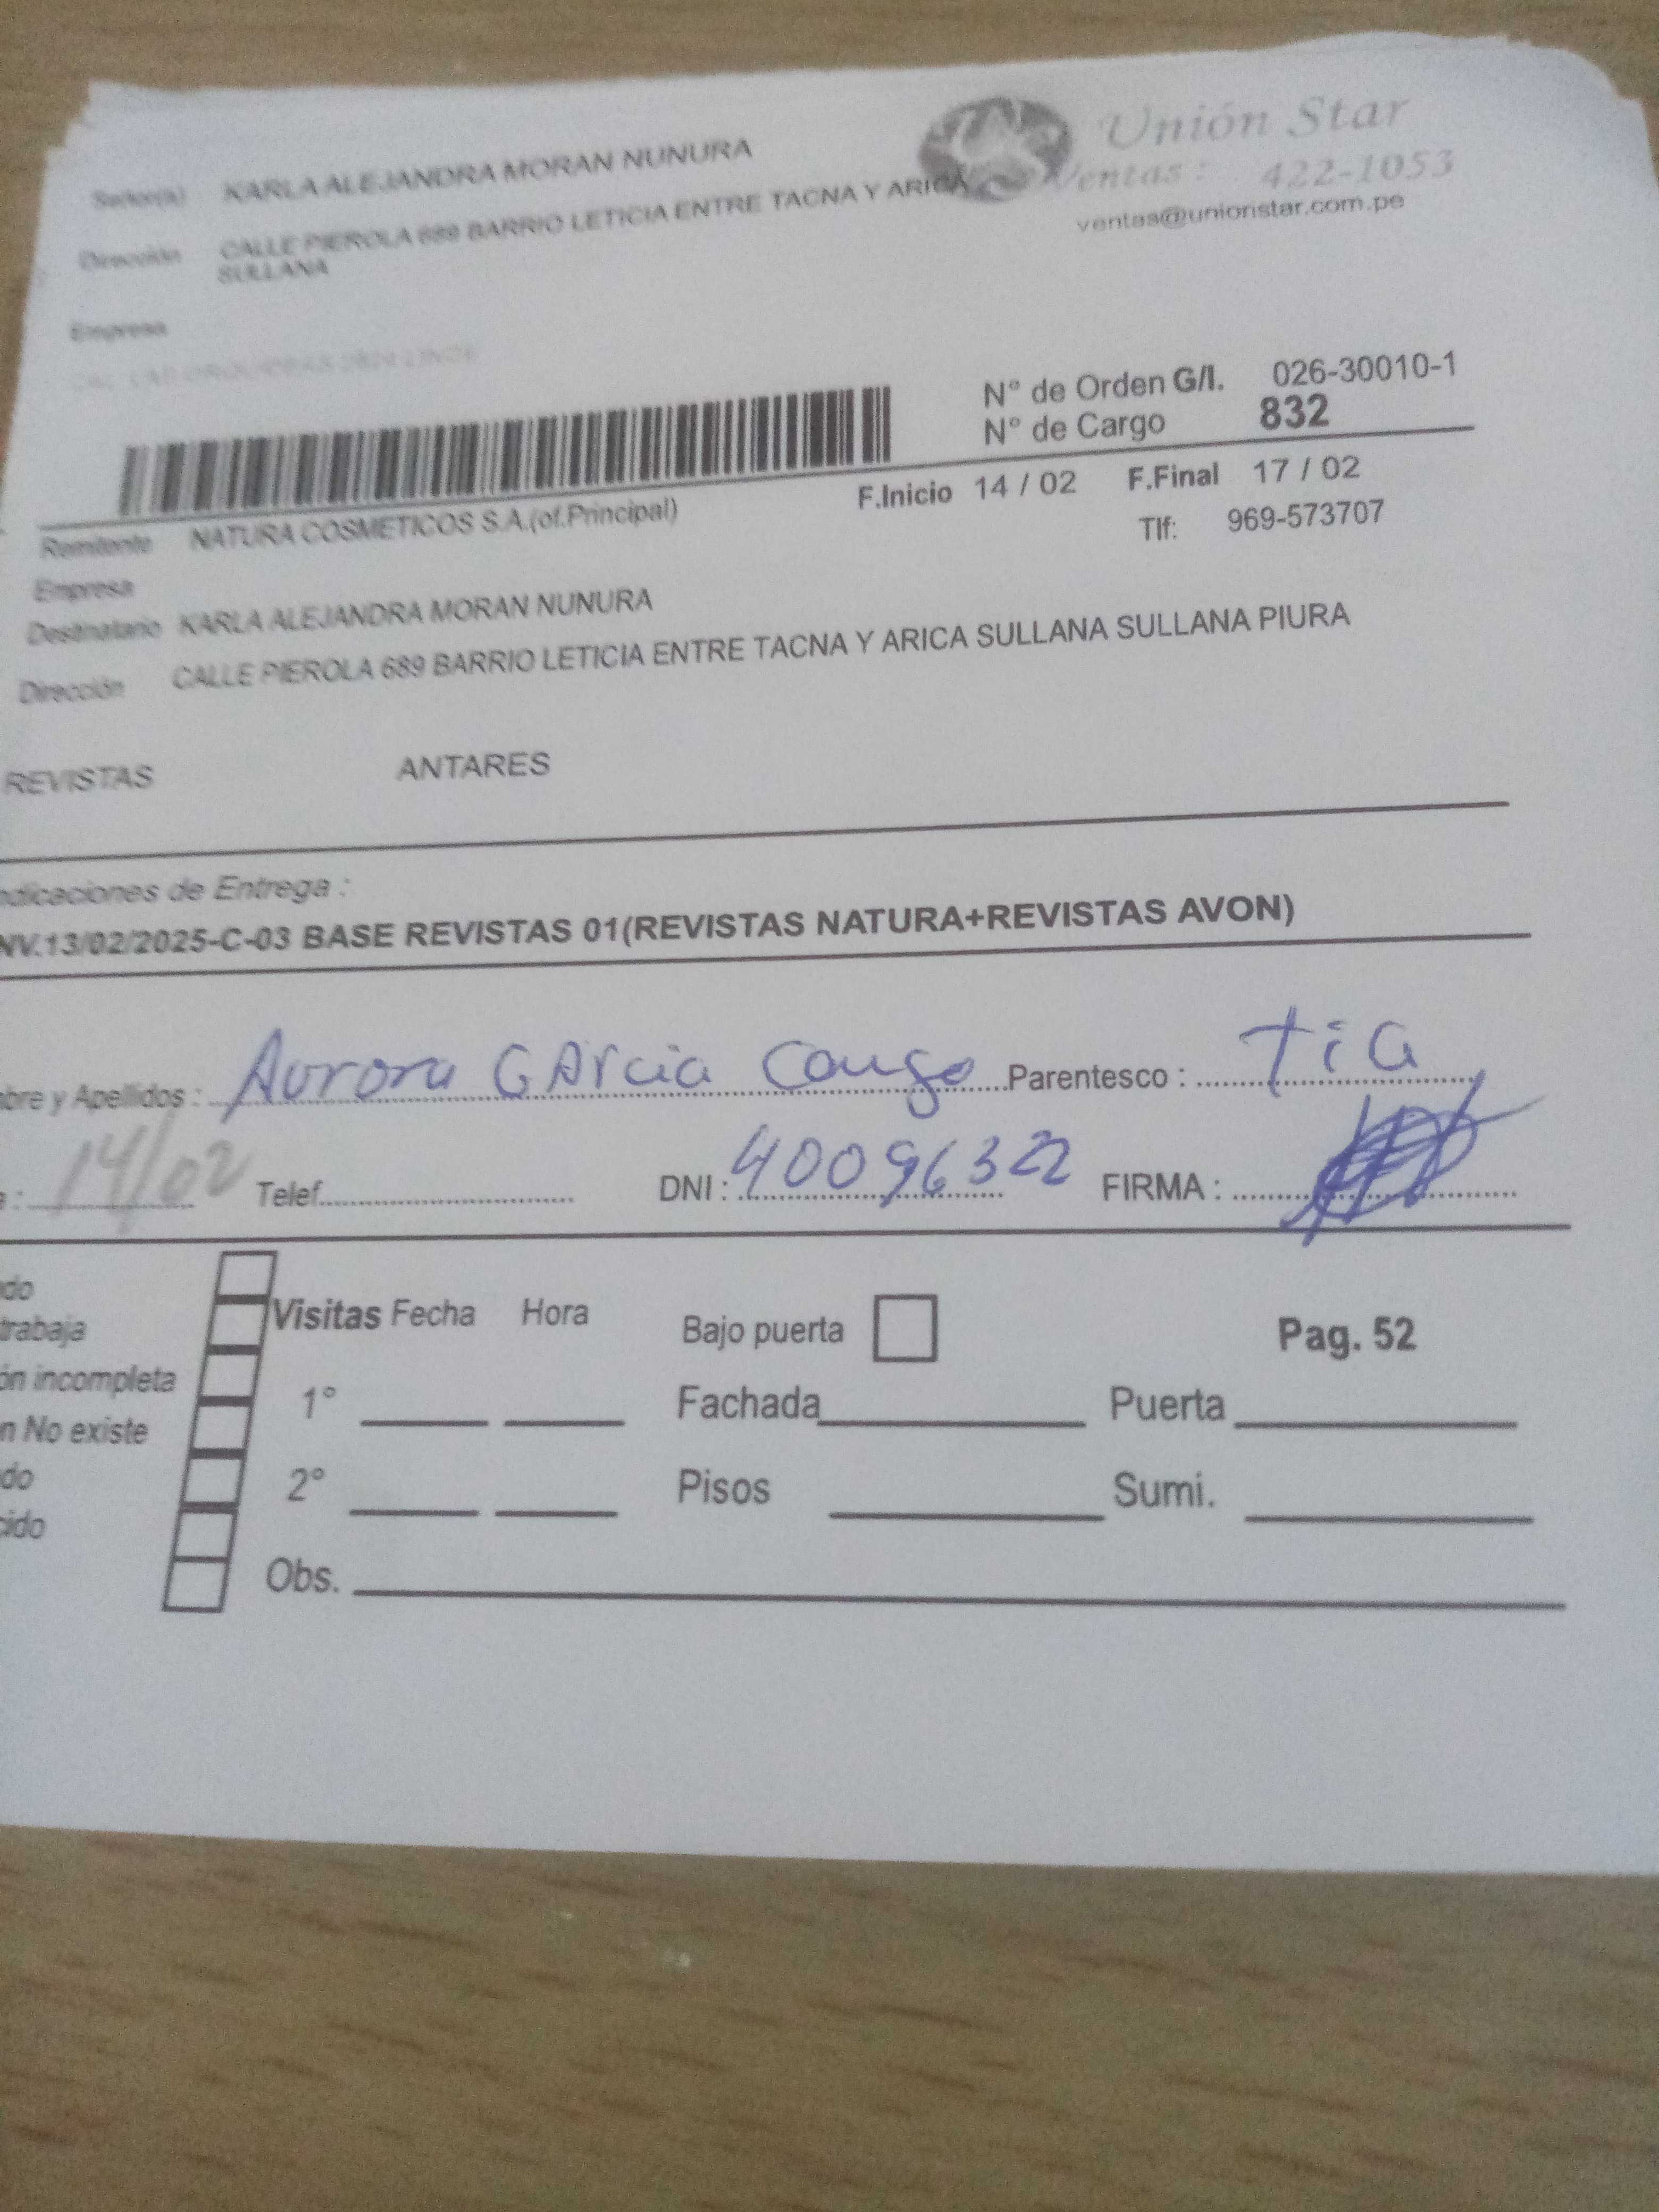 Señor(a) KARLA ALEJANDRA MORAN NUNURA
Unión Star
Ventas : 422-1053
ventas@unionstar.com.pe
Dirección CALLE PIEROLA 689 BARRIO LETICIA ENTRE TACNA Y ARICA
SULLANA
Empresa
N° de Orden G/I. 026-30010-1
N° de Cargo 832
F.Inicio 14 / 02 F.Final 17 / 02
Remitente NATURA COSMETICOS S.A.(of.Principal)
Tlf: 969-573707
Empresa
Destinatario KARLA ALEJANDRA MORAN NUNURA
Dirección CALLE PIEROLA 689 BARRIO LETICIA ENTRE TACNA Y ARICA SULLANA SULLANA PIURA
REVISTAS ANTARES
ndicaciones de Entrega :
NV.13/02/2025-C-03 BASE REVISTAS 01(REVISTAS NATURA+REVISTAS AVON)
bre y Apellidos : Aurora GArcia Parentesco : tia
a : 14/02 Telef. DNI : 40096322 FIRMA :
do
Visitas Fecha Hora Bajo puerta Pag. 52
trabaja
ón incompleta 1° Fachada Puerta
n No existe
do 2° Pisos Sumi.
cido
Obs.